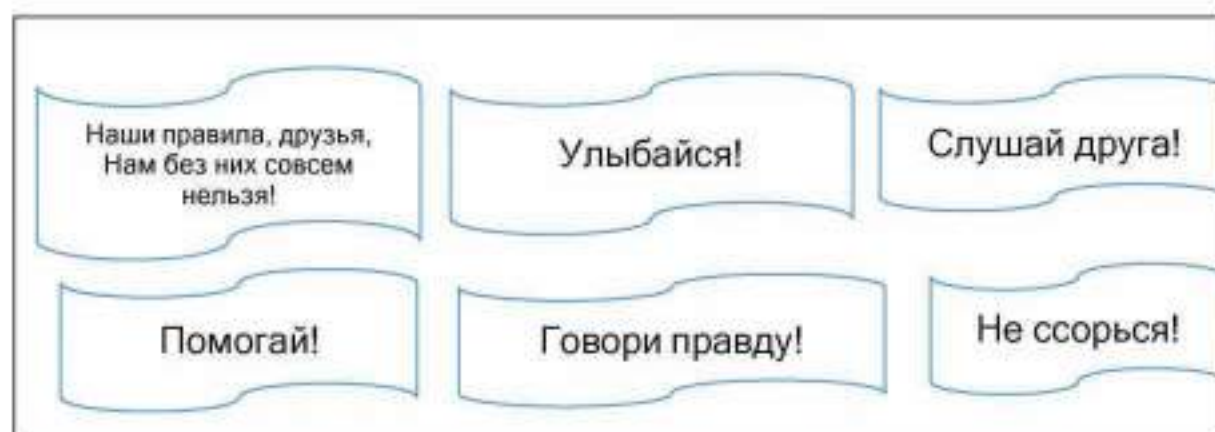 Наши правила, друзья,
Нам без них совсем
нельзя!
Улыбайся!
Слушай друга!
Помогай!
Говори правду!
Не ссорься!